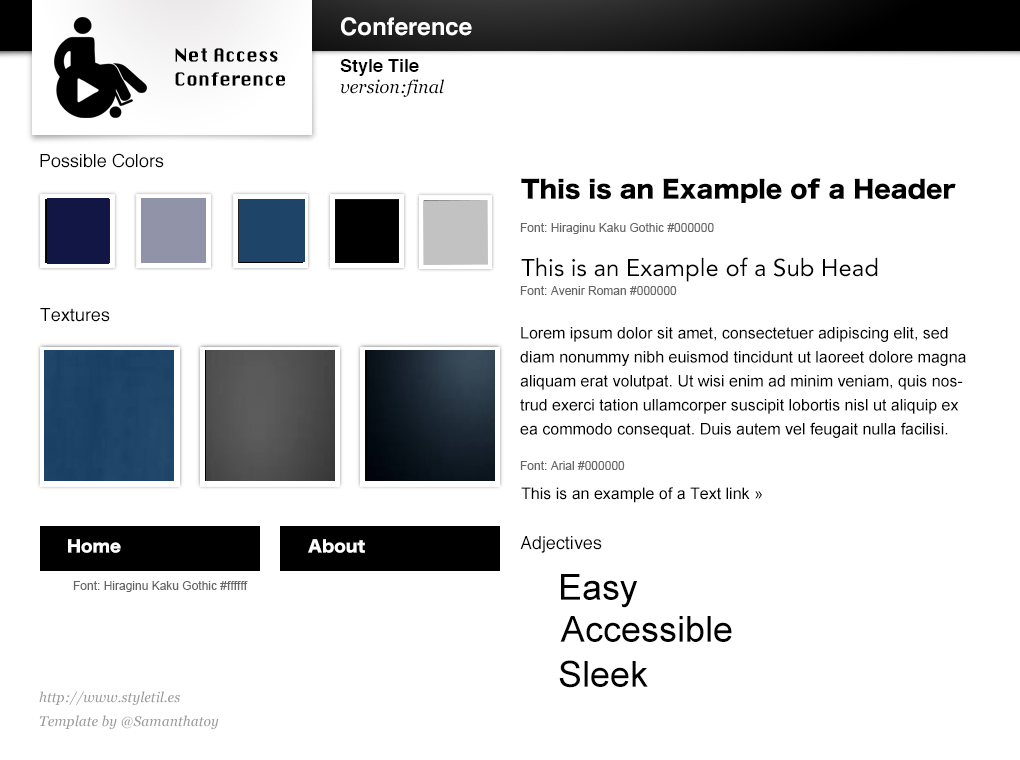 Conference
Net Access
Conference
Style Tile
version:final
Possible Colors
Textures
Home
About
Font: Hiraginu Kaku Gothic #ffffff
http://www.styletil.es
Template by @Samanthatoy
This is an Example of a Header
Font: Hiraginu Kaku Gothic #000000
This is an Example of a Sub Head
Font: Avenir Roman #000000
Lorem ipsum dolor sit amet, consectetuer adipiscing elit, sed
diam nonummy nibh euismod tincidunt ut laoreet dolore magna
aliquam erat volutpat. Ut wisi enim ad minim veniam, quis nos-
trud exerci tation ullamcorper suscipit lobortis nisl ut aliquip ex
ea commodo consequat. Duis autem vel feugait nulla facilisi.
Font: Arial #000000
This is an example of a Text link »
Adjectives
Easy
Accessible
Sleek